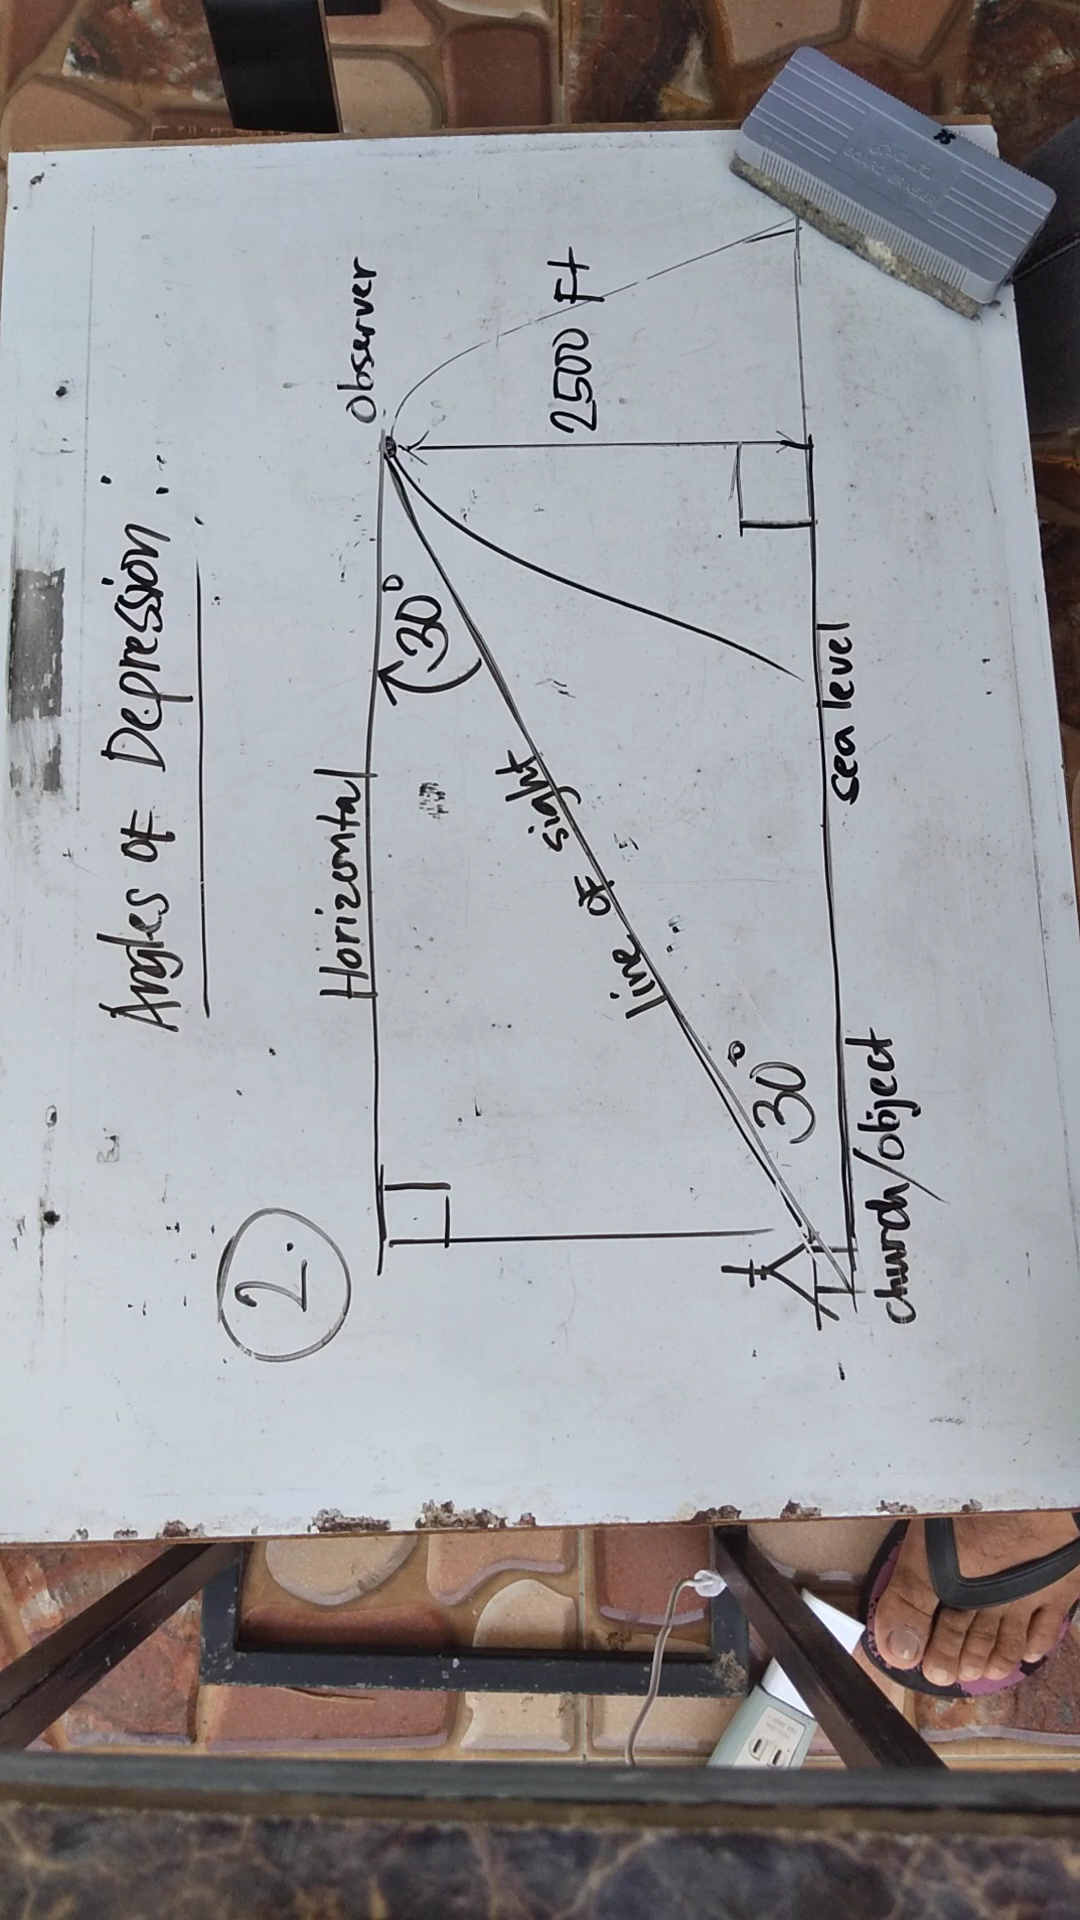 Angles of Depression:
2.
Horizontal
Observer
30°
line of sight
2500 Ft
30°
sea level
church/object